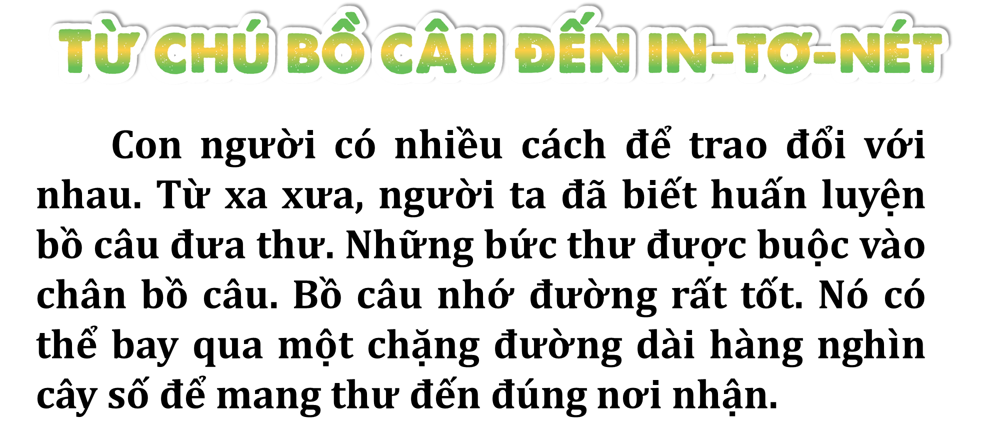 TỪ CHÚ BỒ CÂU ĐẾN IN-TƠ-NÉT
Con người có nhiều cách để trao đổi với
nhau. Từ xa xưa, người ta đã biết huấn luyện
bồ câu đưa thư. Những bức thư được buộc vào
chân bồ câu. Bồ câu nhớ đường rất tốt. Nó có
thể bay qua một chặng đường dài hàng nghìn
cây số để mang thư đến đúng nơi nhận.